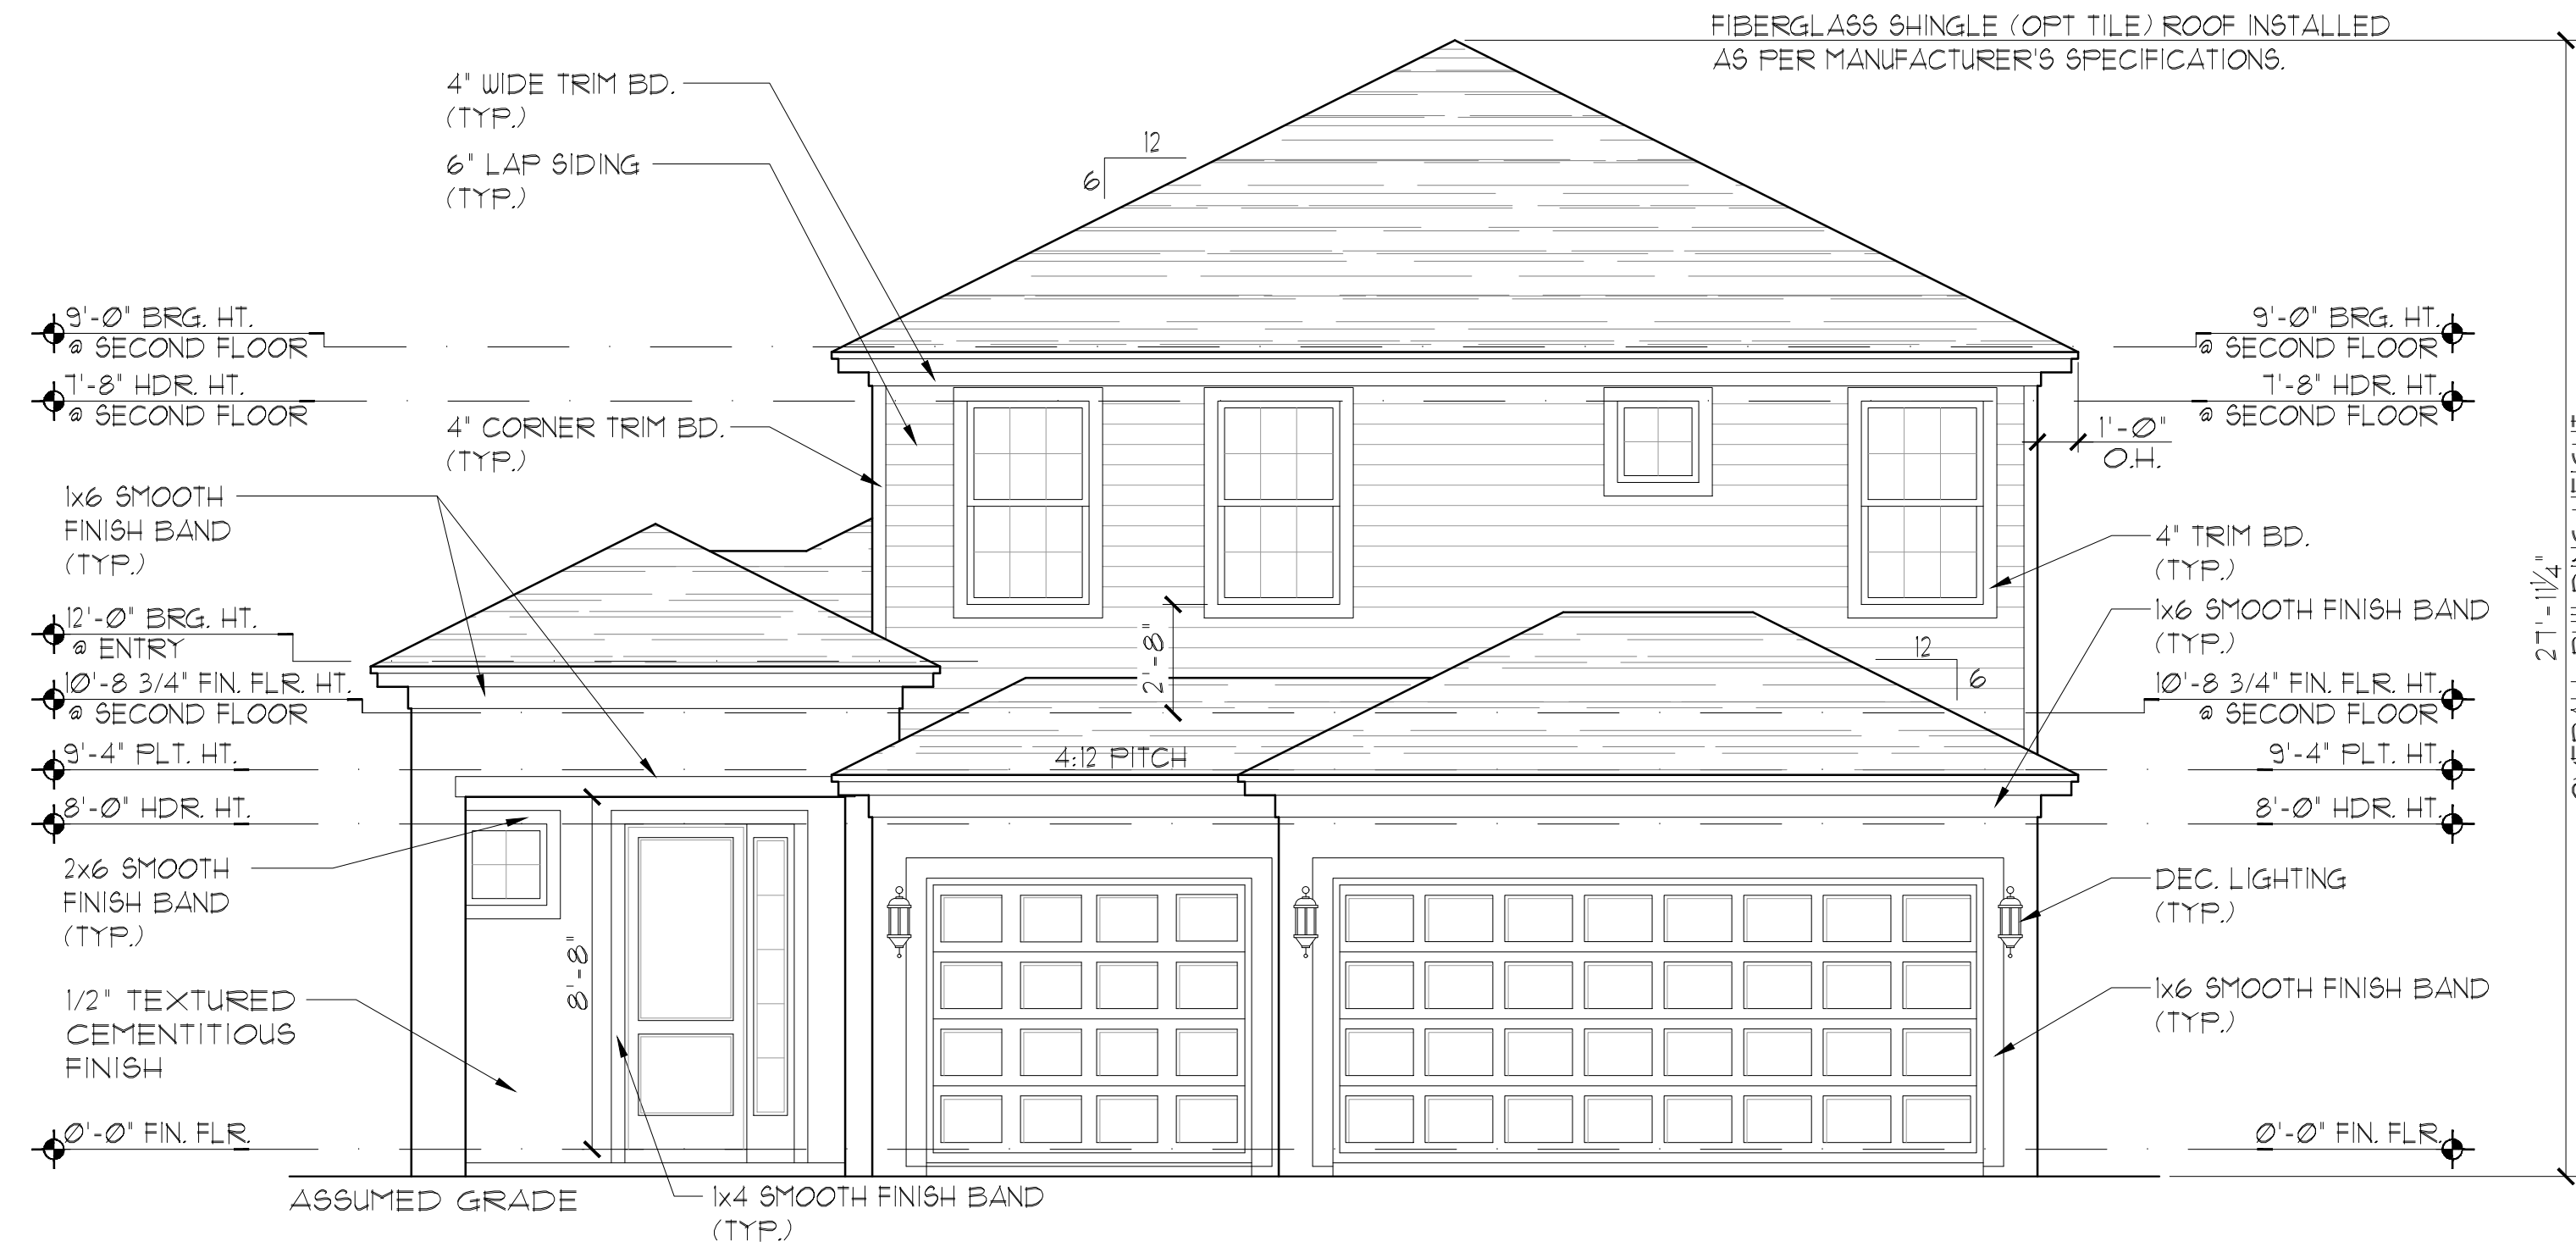 FIBERGLASS SHINGLE (OPT TILE) ROOF INSTALLED
AS PER MANUFACTURER'S SPECIFICATIONS.
4" WIDE TRIM BD.
(TYP.)
6" LAP SIDING
(TYP.)
12
6
9'-0" BRG. HT.
@ SECOND FLOOR
7'-8" HDR. HT.
@ SECOND FLOOR
4" CORNER TRIM BD.
(TYP.)
1x6 SMOOTH
FINISH BAND
(TYP.)
12'-0" BRG. HT.
@ ENTRY
10'-8 3/4" FIN. FLR. HT.
@ SECOND FLOOR
9'-4" PLT. HT.
8'-0" HDR. HT.
2x6 SMOOTH
FINISH BAND
(TYP.)
1/2" TEXTURED
CEMENTITIOUS
FINISH
0'-0" FIN. FLR.
ASSUMED GRADE
1x4 SMOOTH FINISH BAND
(TYP.)
8'-8"
2'-8"
4:12 PITCH
12
6
9'-0" BRG. HT.
@ SECOND FLOOR
7'-8" HDR. HT.
@ SECOND FLOOR
1'-0"
O.H.
4" TRIM BD.
(TYP.)
1x6 SMOOTH FINISH BAND
(TYP.)
10'-8 3/4" FIN. FLR. HT.
@ SECOND FLOOR
9'-4" PLT. HT.
8'-0" HDR. HT.
DEC. LIGHTING
(TYP.)
1x6 SMOOTH FINISH BAND
(TYP.)
0'-0" FIN. FLR.
27'-11 1/4"